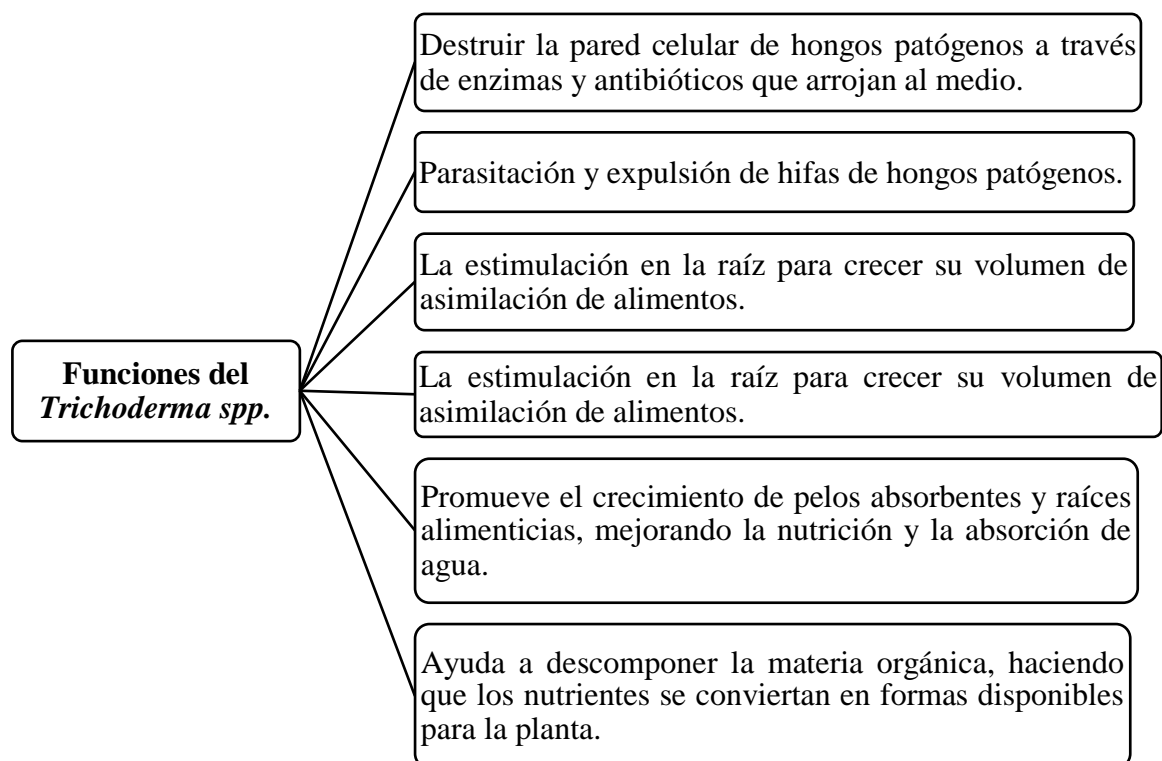 Destruir la pared celular de hongos patógenos a través
de enzimas y antibióticos que arrojan al medio.
Parasitación y expulsión de hifas de hongos patógenos.
La estimulación en la raíz para crecer su volumen de
asimilación de alimentos.
Funciones del
Trichoderma spp.
La estimulación en la raíz para crecer su volumen de
asimilación de alimentos.
Promueve el crecimiento de pelos absorbentes y raíces
alimenticias, mejorando la nutrición y la absorción de
agua.
Ayuda a descomponer la materia orgánica, haciendo
que los nutrientes se conviertan en formas disponibles
para la planta.